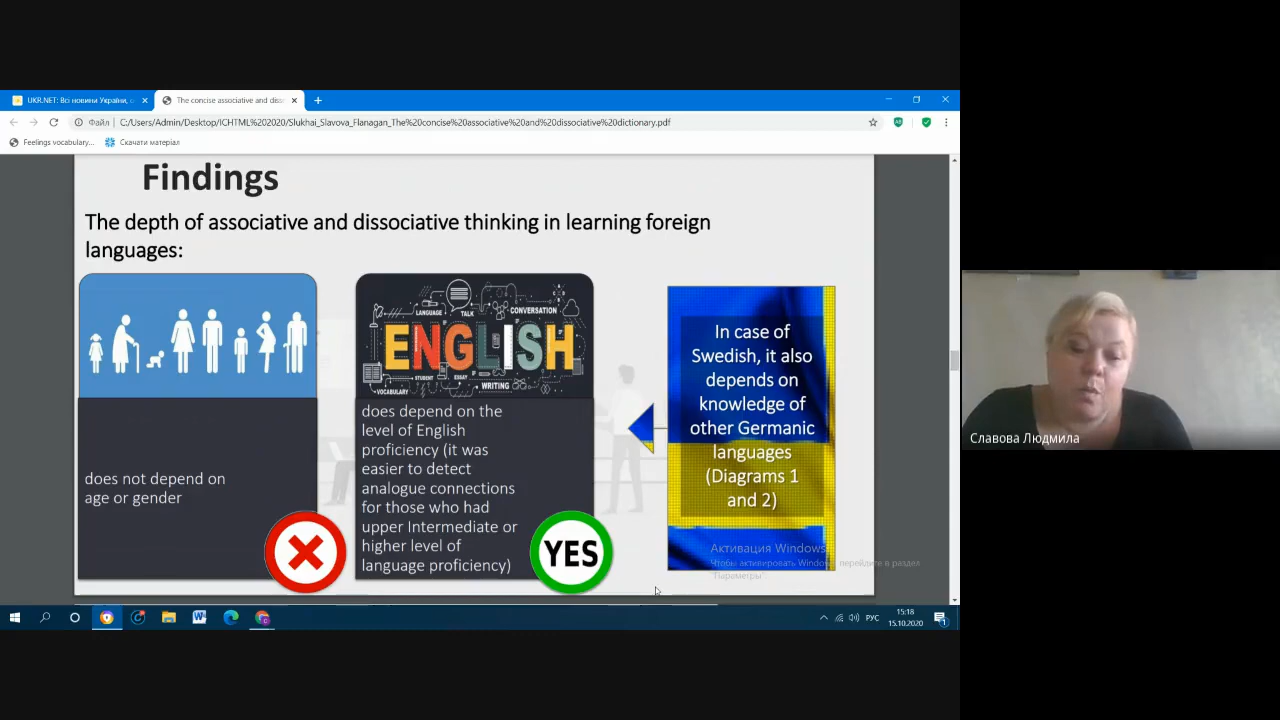 UKR.NET: Всі новини України, о
The concise associative and diss
Файл
C:/Users/Admin/Desktop/ICHTML%202020/Slukhai_Slavova_Flanagan_The%20concise%20associative%20and%20dissociative%20dictionary.pdf
Feelings vocabulary...
Скачати матеріал
Findings
The depth of associative and dissociative thinking in learning foreign
languages:
LANGUAGE
TALK
CONVERSATION
ENGLISH
VOCABULARY
STUDENT
ESSAY
WRITING
does not depend on
age or gender
does depend on the
level of English
proficiency (it was
easier to detect
analogue connections
for those who had
upper Intermediate or
higher level of
language proficiency)
YES
In case of
Swedish, it also
depends on
knowledge of
other Germanic
languages
(Diagrams 1
and 2)
Активация Windows
Чтобы активировать Windows, перейдите в раздел
"Параметры".
Славова Людмила
РУС
15:18
15.10.2020